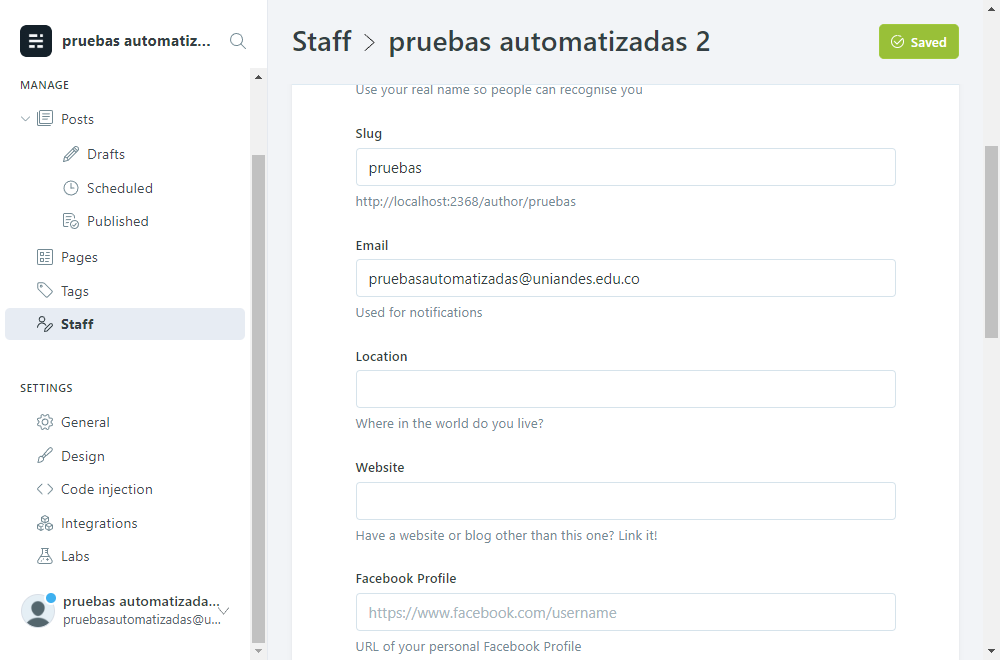 pruebas automatiz...
MANAGE
Posts
Drafts
Scheduled
Published
Pages
Tags
Staff
SETTINGS
General
Design
Code injection
Integrations
Labs
pruebas automatizada...
pruebasautomatizadas@u...
Staff > pruebas automatizadas 2
Saved
Use your real name so people can recognise you
Slug
pruebas
http://localhost:2368/author/pruebas
Email
pruebasautomatizadas@uniandes.edu.co
Used for notifications
Location
Where in the world do you live?
Website
Have a website or blog other than this one? Link it!
Facebook Profile
https://www.facebook.com/username
URL of your personal Facebook Profile